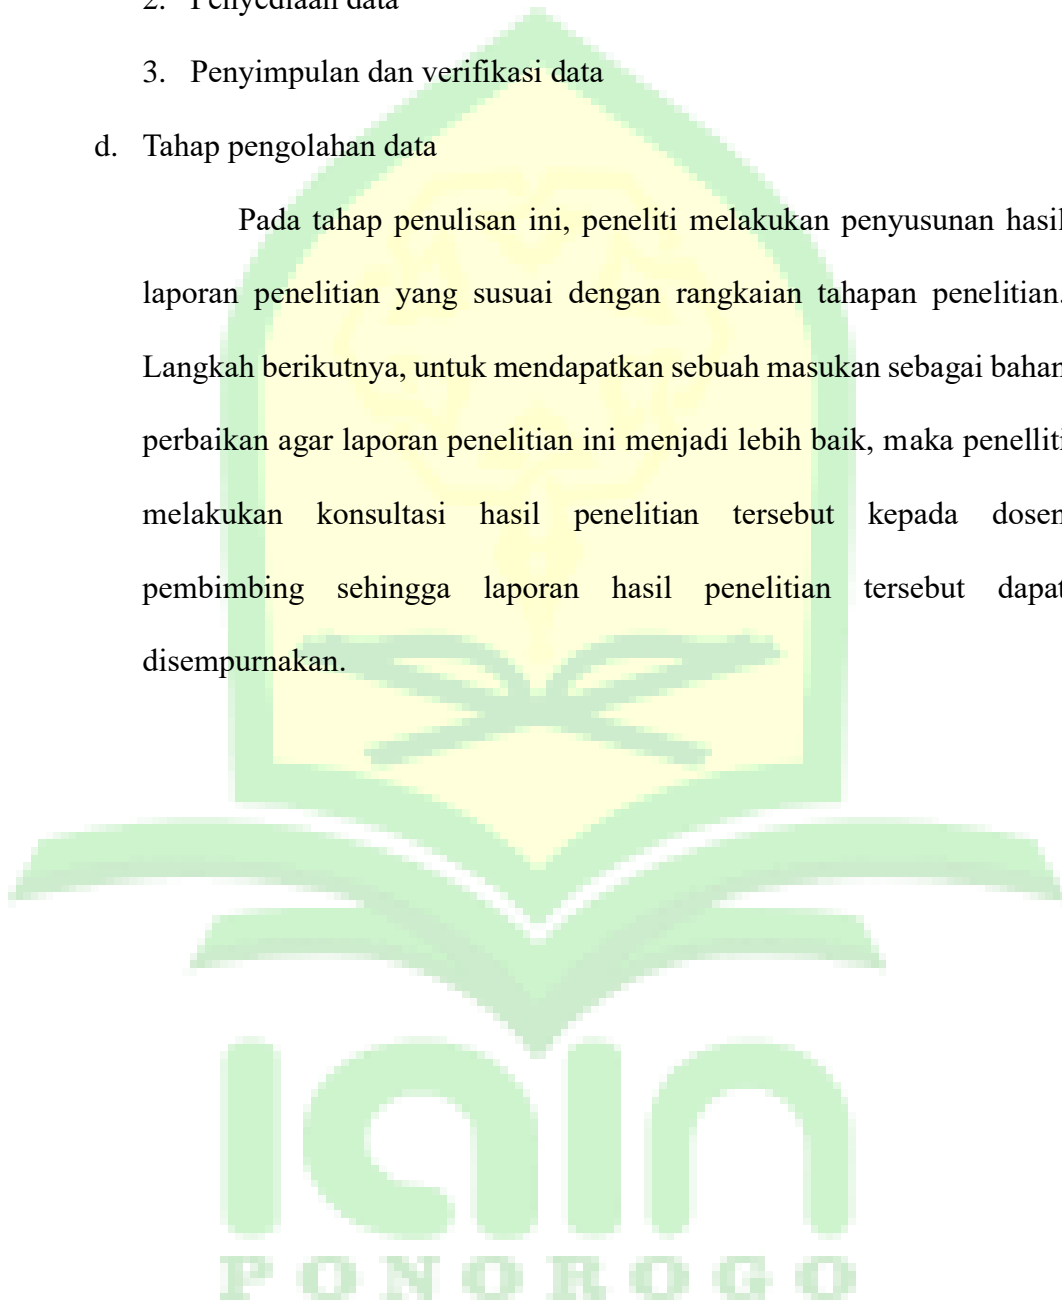 2. Penyediaan data
3. Penyimpulan dan verifikasi data
d. Tahap pengolahan data
Pada tahap penulisan ini, peneliti melakukan penyusunan hasil
laporan penelitian yang susuai dengan rangkaian tahapan penelitian.
Langkah berikutnya, untuk mendapatkan sebuah masukan sebagai bahan
perbaikan agar laporan penelitian ini menjadi lebih baik, maka penelliti
melakukan konsultasi hasil penelitian tersebut kepada dosen
pembimbing sehingga laporan hasil penelitian tersebut dapat
disempurnakan.
iain
PONOROGO